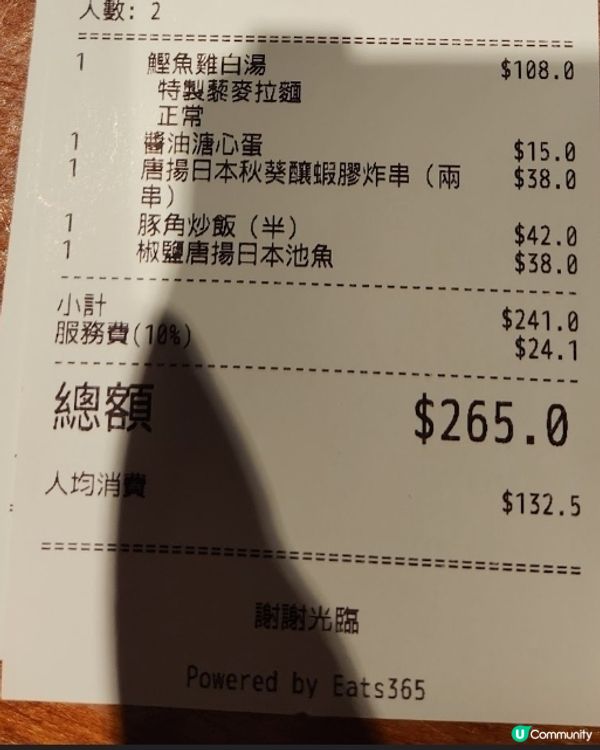 人數: 2
1 鰹魚雞白湯 $108.0
特製藜麥拉麵
正常
1 醬油溏心蛋 $15.0
1 唐揚日本秋葵釀蝦膠炸串（兩 $38.0
串）
1 豚角炒飯（半） $42.0
1 椒鹽唐揚日本池魚 $38.0
小計 $241.0
服務費(10%) $24.1
總額 $265.0
人均消費 $132.5
謝謝光臨
Powered by Eats365
U Community